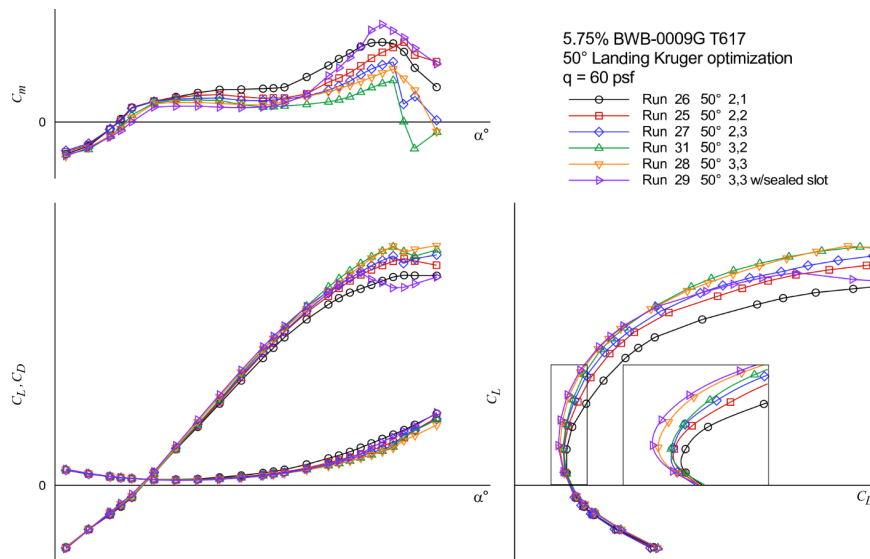 5.75% BWB-0009G T617
50° Landing Kruger optimization
q = 60 psf
Run 26 50° 2,1
Run 25 50° 2,2
Run 27 50° 2,3
Run 31 50° 3,2
Run 28 50° 3,3
Run 29 50° 3,3 w/sealed slot
Cm
0
α°
CL, CD
0
α°
CL
0